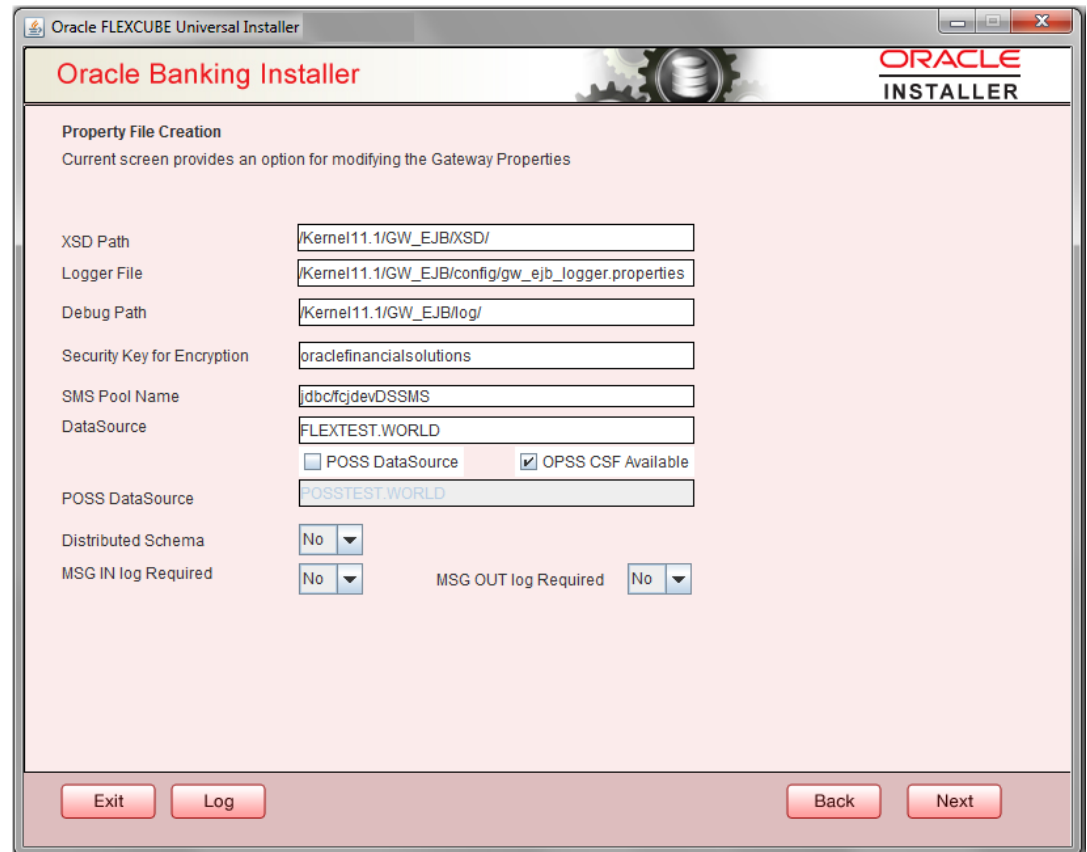 Oracle FLEXCUBE Universal Installer
Oracle Banking Installer
ORACLE
INSTALLER
Property File Creation
Current screen provides an option for modifying the Gateway Properties
XSD Path
/Kernel11.1/GW_EJB/XSD/
Logger File
/Kernel11.1/GW_EJB/config/gw_ejb_logger.properties
Debug Path
/Kernel11.1/GW_EJB/log/
Security Key for Encryption
oraclefinancialsolutions
SMS Pool Name
jdbc/fcjdevDSSMS
DataSource
FLEXTEST.WORLD
POSS DataSource
OPSS CSF Available
POSS DataSource
POSSTEST.WORLD
Distributed Schema
No
MSG IN log Required
No
MSG OUT log Required
No
Exit
Log
Back
Next